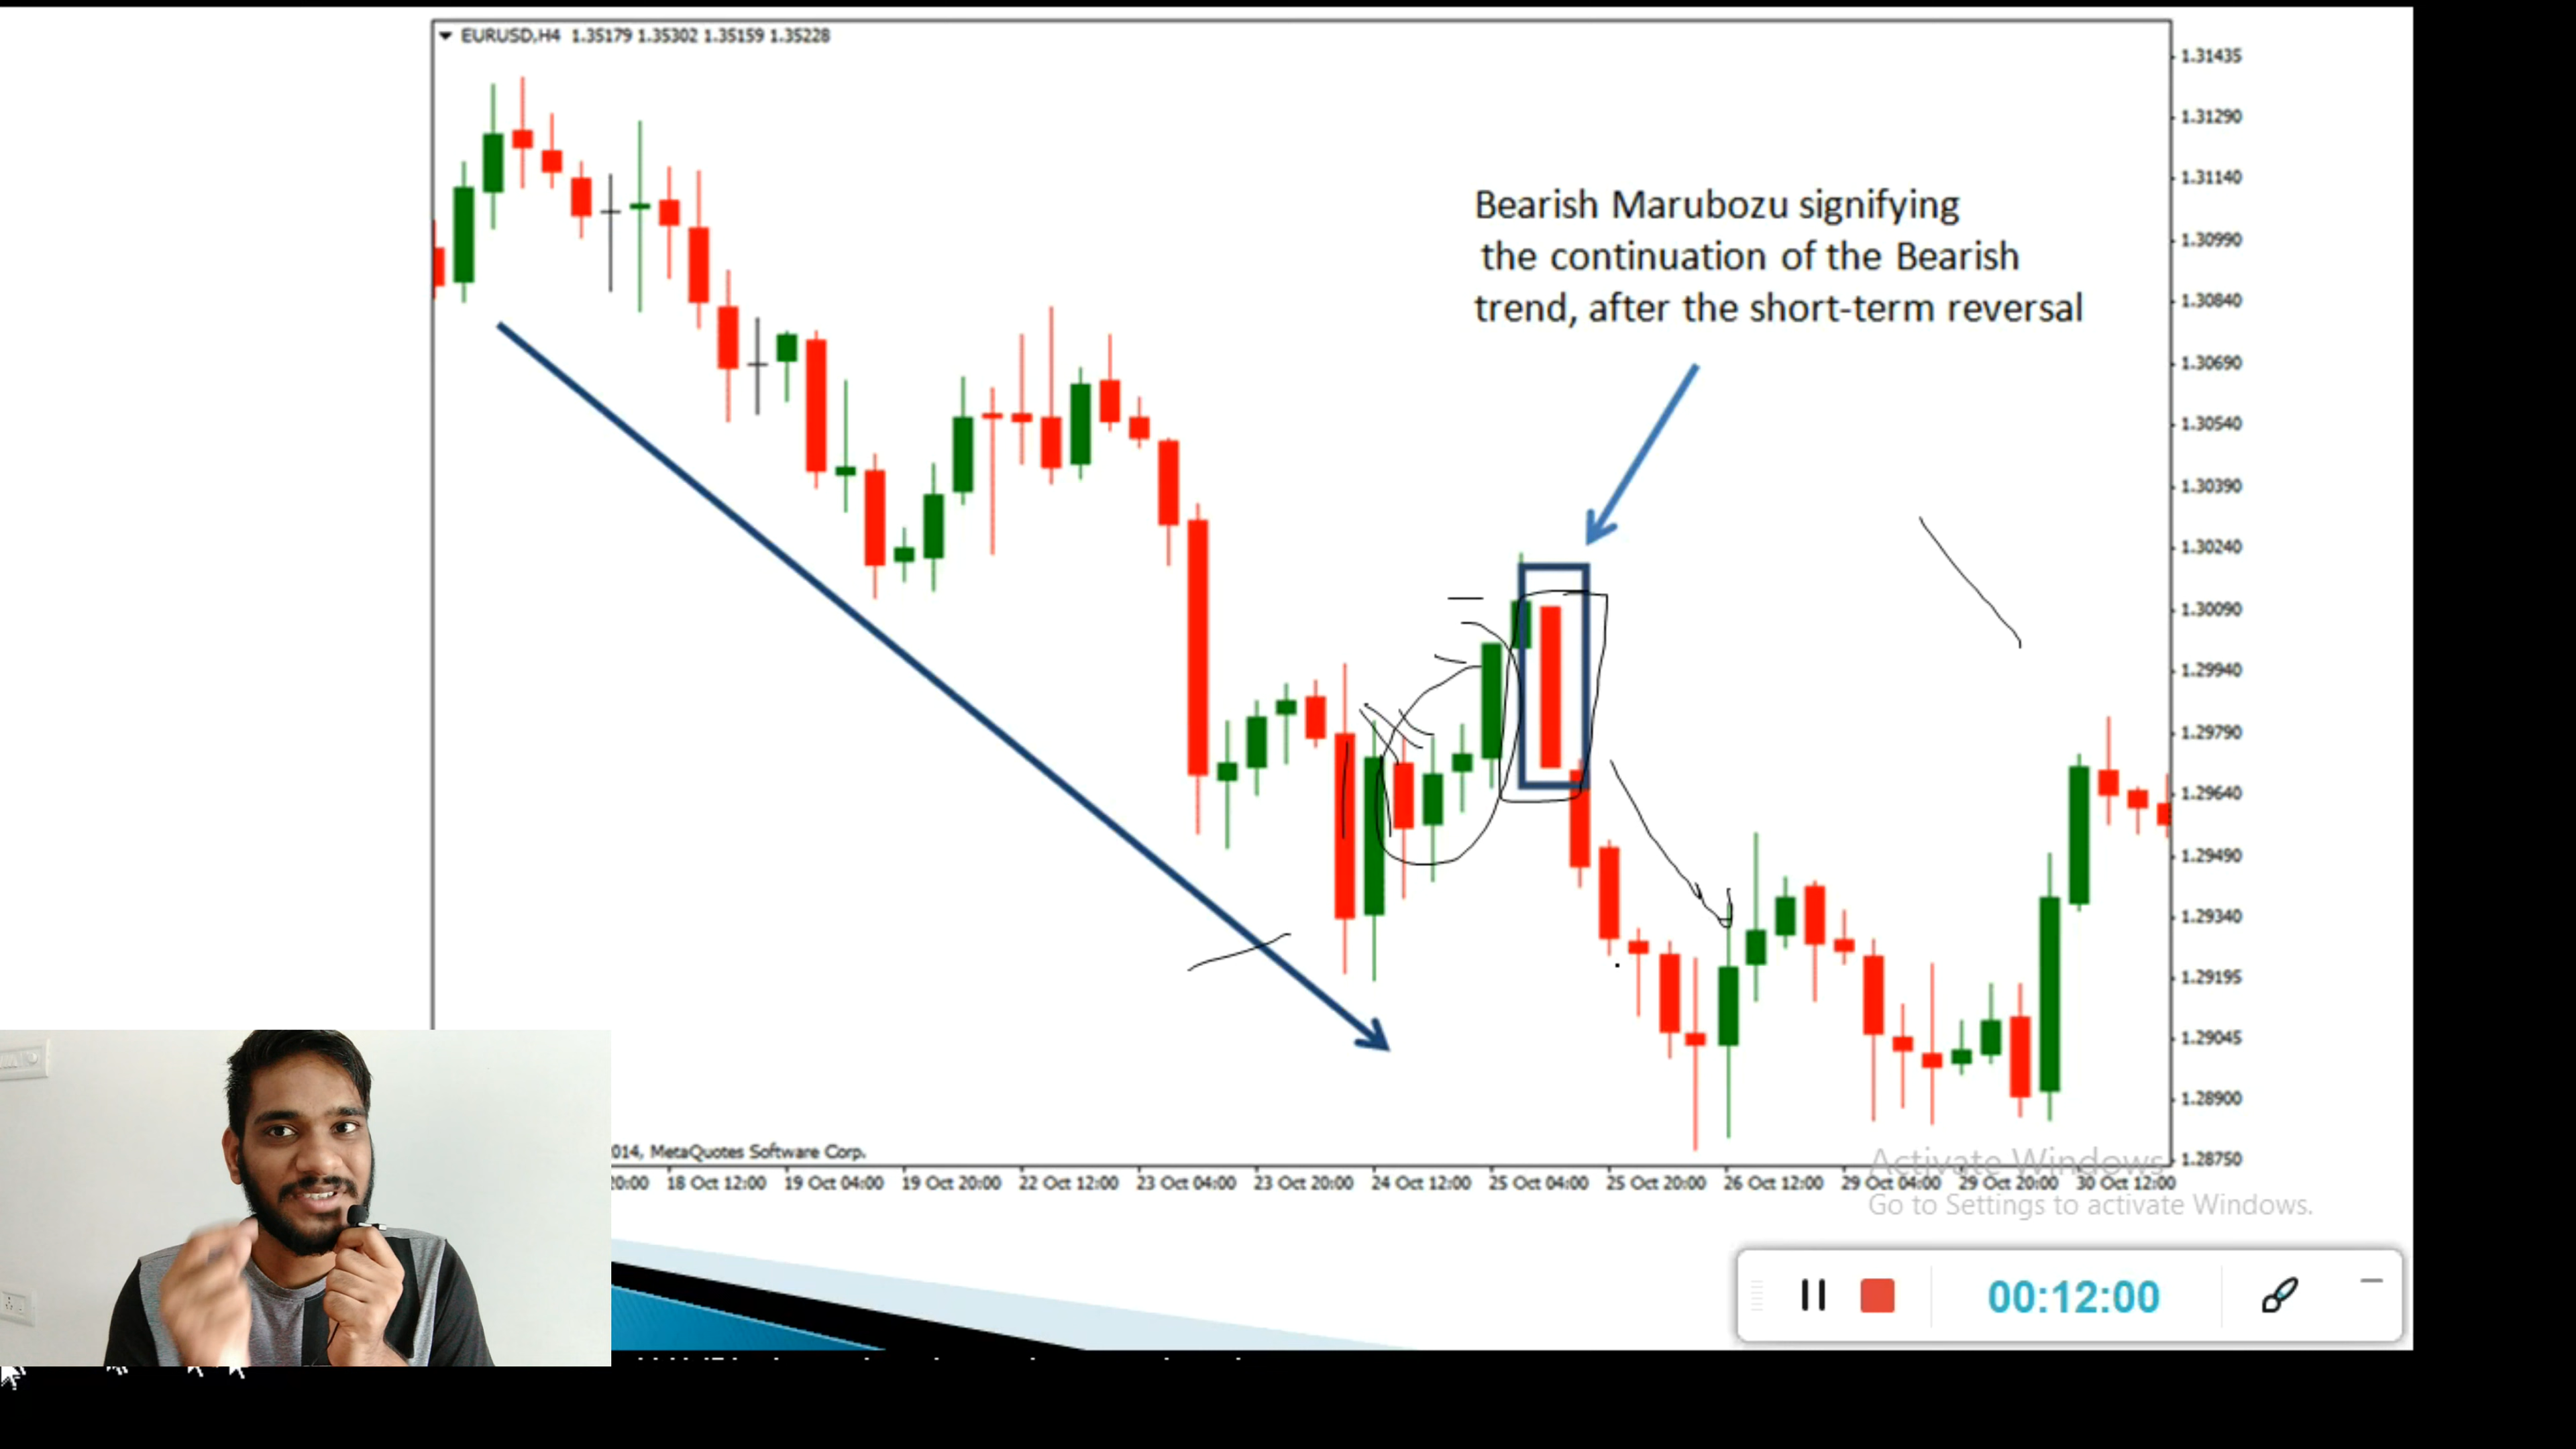 EURUSD,H4 1.35179 1.35302 1.35159 1.35228
Bearish Marubozu signifying
the continuation of the Bearish
trend, after the short-term reversal
1.31435
1.31290
1.31140
1.30990
1.30840
1.30690
1.30540
1.30390
1.30240
1.30090
1.29940
1.29790
1.29640
1.29490
1.29340
1.29195
1.29045
1.28900
1.28750
014, MetaQuotes Software Corp.
20:00 18 Oct 12:00 19 Oct 04:00 19 Oct 20:00 22 Oct 12:00 23 Oct 04:00 23 Oct 20:00 24 Oct 12:00 25 Oct 04:00 25 Oct 20:00 26 Oct 12:00 29 Oct 04:00 29 Oct 20:00 30 Oct 12:00
Activate Windows
Go to Settings to activate Windows.
00:12:00